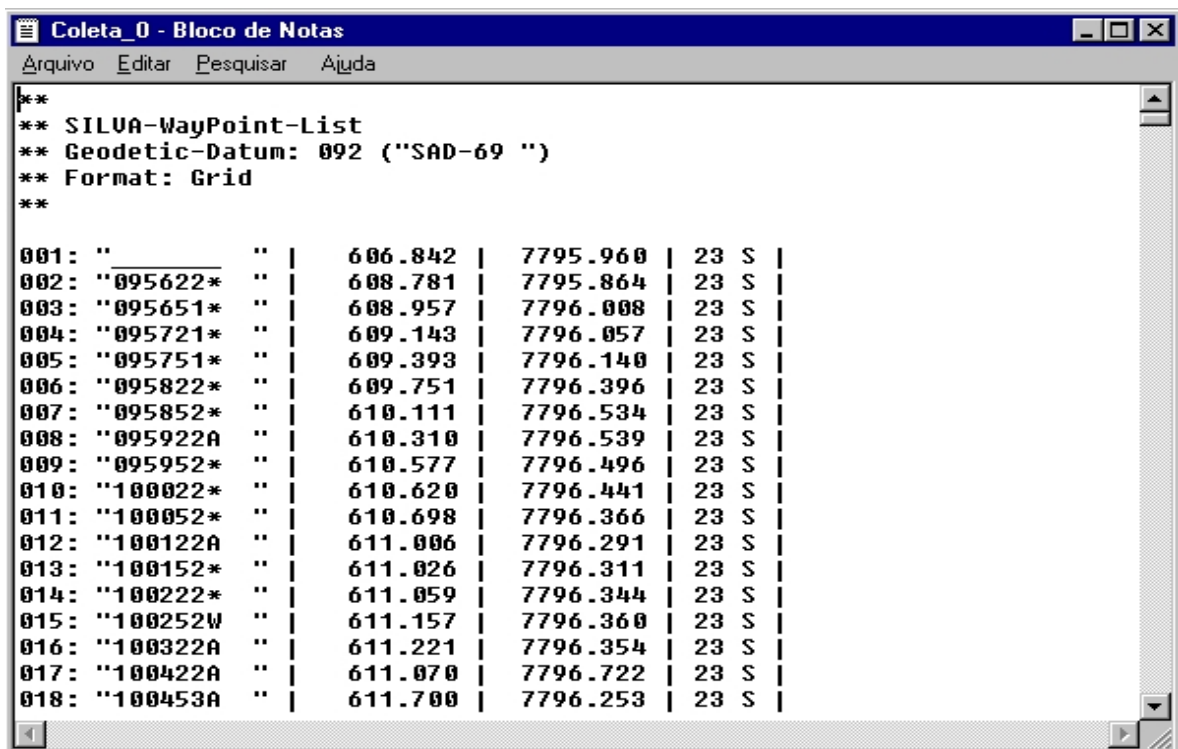 Coleta_0 - Bloco de Notas
Arquivo Editar Pesquisar Ajuda
**
** SILVA-WayPoint-List
** Geodetic-Datum: 092 ("SAD-69 ")
** Format: Grid
**
001: "_______ " | 606.842 | 7795.960 | 23 S |
002: "095622* " | 608.781 | 7795.864 | 23 S |
003: "095651* " | 608.957 | 7796.008 | 23 S |
004: "095721* " | 609.143 | 7796.057 | 23 S |
005: "095751* " | 609.393 | 7796.140 | 23 S |
006: "095822* " | 609.751 | 7796.396 | 23 S |
007: "095852* " | 610.111 | 7796.534 | 23 S |
008: "095922A " | 610.310 | 7796.539 | 23 S |
009: "095952* " | 610.577 | 7796.496 | 23 S |
010: "100022* " | 610.620 | 7796.441 | 23 S |
011: "100052* " | 610.698 | 7796.366 | 23 S |
012: "100122A " | 611.006 | 7796.291 | 23 S |
013: "100152* " | 611.026 | 7796.311 | 23 S |
014: "100222* " | 611.059 | 7796.344 | 23 S |
015: "100252W " | 611.157 | 7796.360 | 23 S |
016: "100322A " | 611.221 | 7796.354 | 23 S |
017: "100422A " | 611.070 | 7796.722 | 23 S |
018: "100453A " | 611.700 | 7796.253 | 23 S |